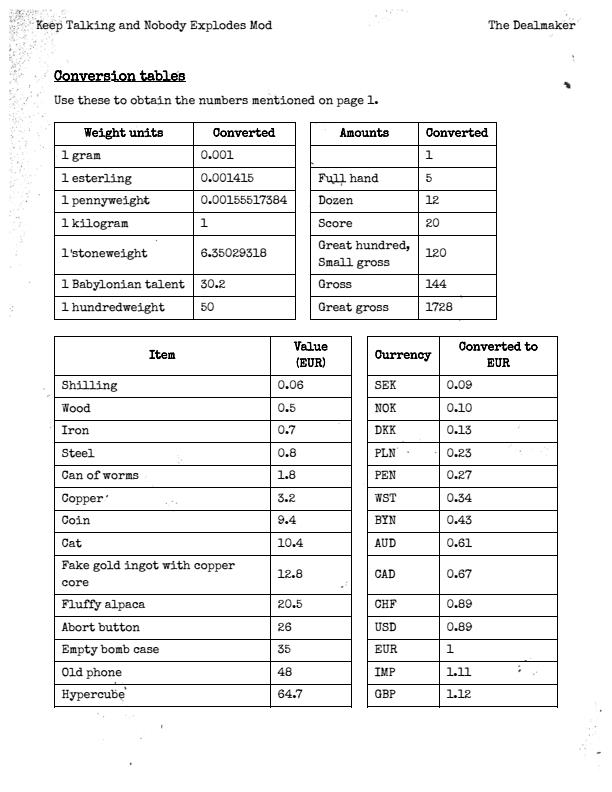 Keep Talking and Nobody Explodes Mod The Dealmaker
Conversion tables
Use these to obtain the numbers mentioned on page 1.
Weight units Converted
1 gram 0.001
1 esterling 0.001415
1 pennyweight 0.00155517384
1 kilogram 1
1 stoneweight 6.35029318
1 Babylonian talent 30.2
1 hundredweight 50
Amounts Converted
1
Full hand 5
Dozen 12
Score 20
Great hundred,
Small gross 120
Gross 144
Great gross 1728
Item Value
(EUR)
Shilling 0.06
Wood 0.5
Iron 0.7
Steel 0.8
Can of worms 1.8
Copper 3.2
Coin 9.4
Cat 10.4
Fake gold ingot with copper
core 12.8
Fluffy alpaca 20.5
Abort button 26
Empty bomb case 35
Old phone 48
Hypercube 64.7
Currency Converted to
EUR
SEK 0.09
NOK 0.10
DKK 0.13
PLN 0.23
PEN 0.27
WST 0.34
BYN 0.43
AUD 0.61
CAD 0.67
CHF 0.89
USD 0.89
EUR 1
IMP 1.11
GBP 1.12